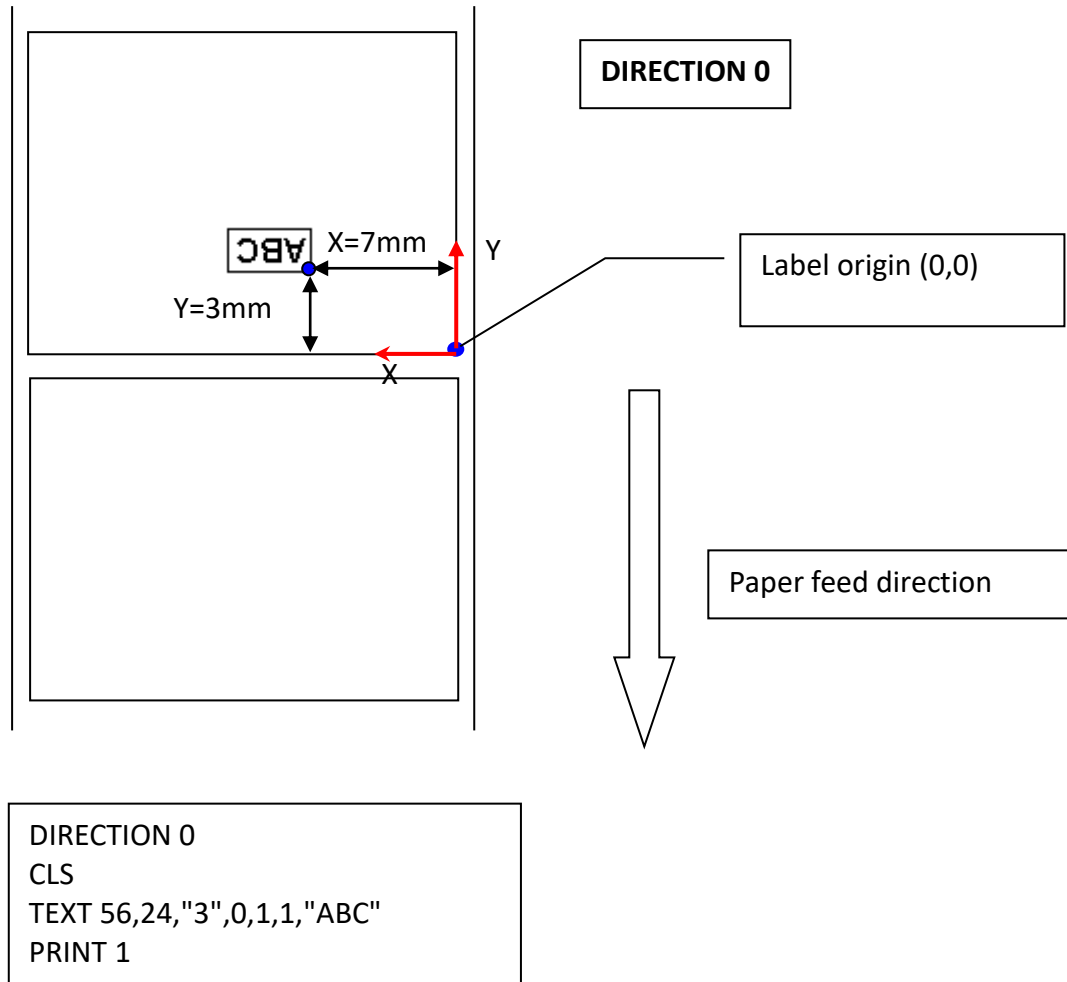 DIRECTION 0
ABC
X=7mm
Y
Y=3mm
Label origin (0,0)
X
Paper feed direction
DIRECTION 0
CLS
TEXT 56,24,"3",0,1,1,"ABC"
PRINT 1